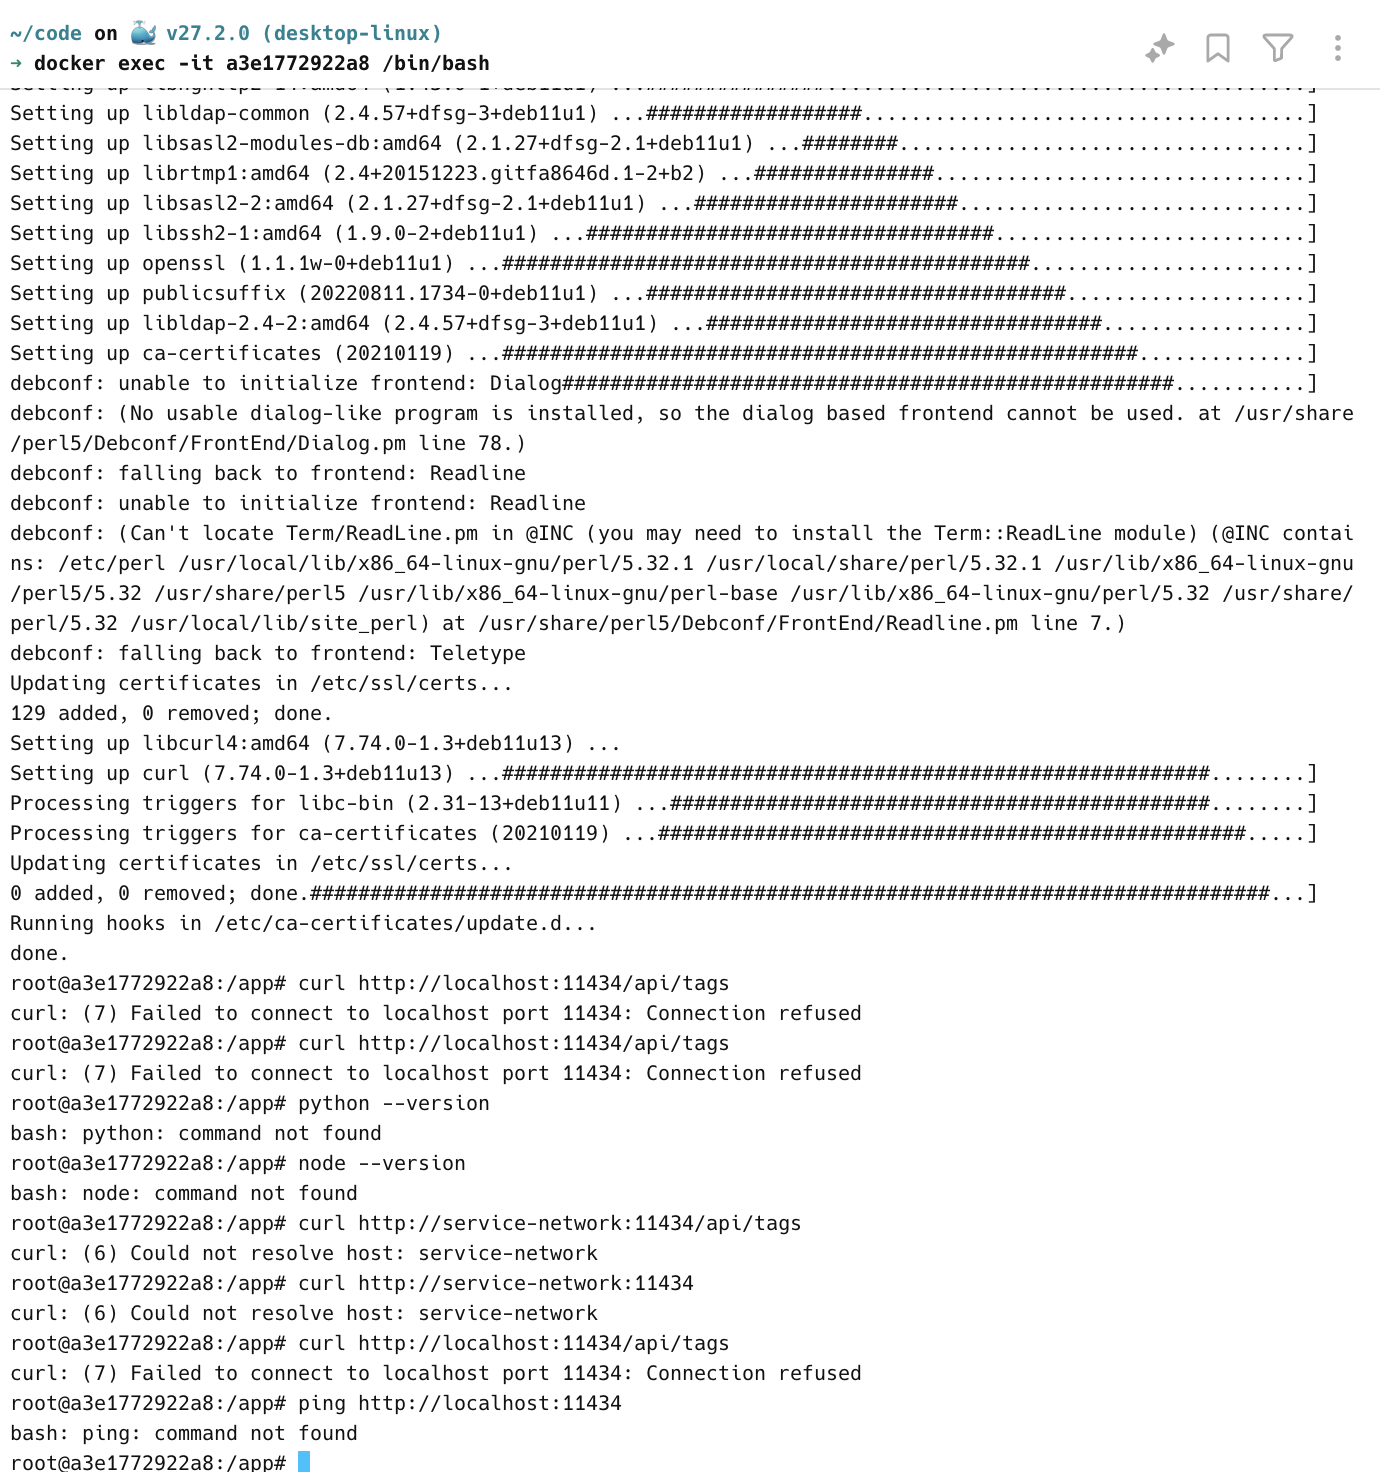 ~/code on 🐳 v27.2.0 (desktop-linux)
→ docker exec -it a3e1772922a8 /bin/bash
Setting up libldap-common (2.4.57+dfsg-3+deb11u1) ...##################....................................]
Setting up libsasl2-modules-db:amd64 (2.1.27+dfsg-2.1+deb11u1) ...########..................................]
Setting up librtmp1:amd64 (2.4+20151223.gitfa8646d.1-2+b2) ...###############...............................]
Setting up libsasl2-2:amd64 (2.1.27+dfsg-2.1+deb11u1) ...######################.............................]
Setting up libssh2-1:amd64 (1.9.0-2+deb11u1) ...##################################..........................]
Setting up openssl (1.1.1w-0+deb11u1) ...############################################.......................]
Setting up publicsuffix (20220811.1734-0+deb11u1) ...###################################....................]
Setting up libldap-2.4-2:amd64 (2.4.57+dfsg-3+deb11u1) ...#################################.................]
Setting up ca-certificates (20210119) ...#####################################################..............]
debconf: unable to initialize frontend: Dialog###################################################...........]
debconf: (No usable dialog-like program is installed, so the dialog based frontend cannot be used. at /usr/share
/perl5/Debconf/FrontEnd/Dialog.pm line 78.)
debconf: falling back to frontend: Readline
debconf: unable to initialize frontend: Readline
debconf: (Can't locate Term/ReadLine.pm in @INC (you may need to install the Term::ReadLine module) (@INC contai
ns: /etc/perl /usr/local/lib/x86_64-linux-gnu/perl/5.32.1 /usr/local/share/perl/5.32.1 /usr/lib/x86_64-linux-gnu
/perl5/5.32 /usr/share/perl5 /usr/lib/x86_64-linux-gnu/perl-base /usr/lib/x86_64-linux-gnu/perl/5.32 /usr/share/
perl/5.32 /usr/local/lib/site_perl) at /usr/share/perl5/Debconf/FrontEnd/Readline.pm line 7.)
debconf: falling back to frontend: Teletype
Updating certificates in /etc/ssl/certs...
129 added, 0 removed; done.
Setting up libcurl4:amd64 (7.74.0-1.3+deb11u13) ...
Setting up curl (7.74.0-1.3+deb11u13) ...###########################################################........]
Processing triggers for libc-bin (2.31-13+deb11u11) ...#############################################........]
Processing triggers for ca-certificates (20210119) ...#################################################.....]
Updating certificates in /etc/ssl/certs...
0 added, 0 removed; done.################################################################################...]
Running hooks in /etc/ca-certificates/update.d...
done.
root@a3e1772922a8:/app# curl http://localhost:11434/api/tags
curl: (7) Failed to connect to localhost port 11434: Connection refused
root@a3e1772922a8:/app# curl http://localhost:11434/api/tags
curl: (7) Failed to connect to localhost port 11434: Connection refused
root@a3e1772922a8:/app# python --version
bash: python: command not found
root@a3e1772922a8:/app# node --version
bash: node: command not found
root@a3e1772922a8:/app# curl http://service-network:11434/api/tags
curl: (6) Could not resolve host: service-network
root@a3e1772922a8:/app# curl http://service-network:11434
curl: (6) Could not resolve host: service-network
root@a3e1772922a8:/app# curl http://localhost:11434/api/tags
curl: (7) Failed to connect to localhost port 11434: Connection refused
root@a3e1772922a8:/app# ping http://localhost:11434
bash: ping: command not found
root@a3e1772922a8:/app#